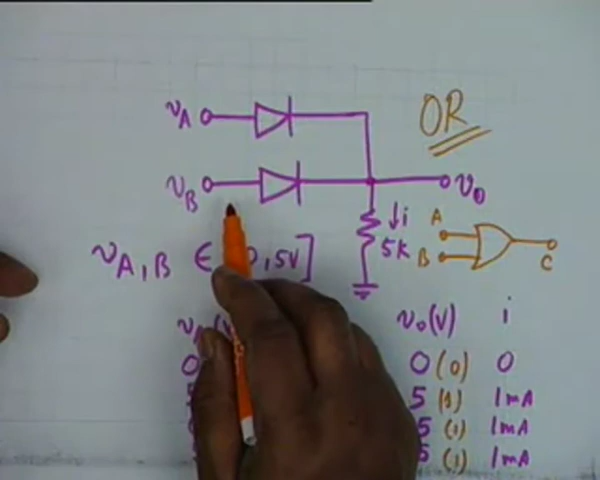 vA
OR
vB
v0
↓i
5K
A
B
C
vA,B ∈ 0,5V]
v0(V) i
0 (0) 0
5 (1) 1mA
5 (1) 1mA
5 (1) 1mA